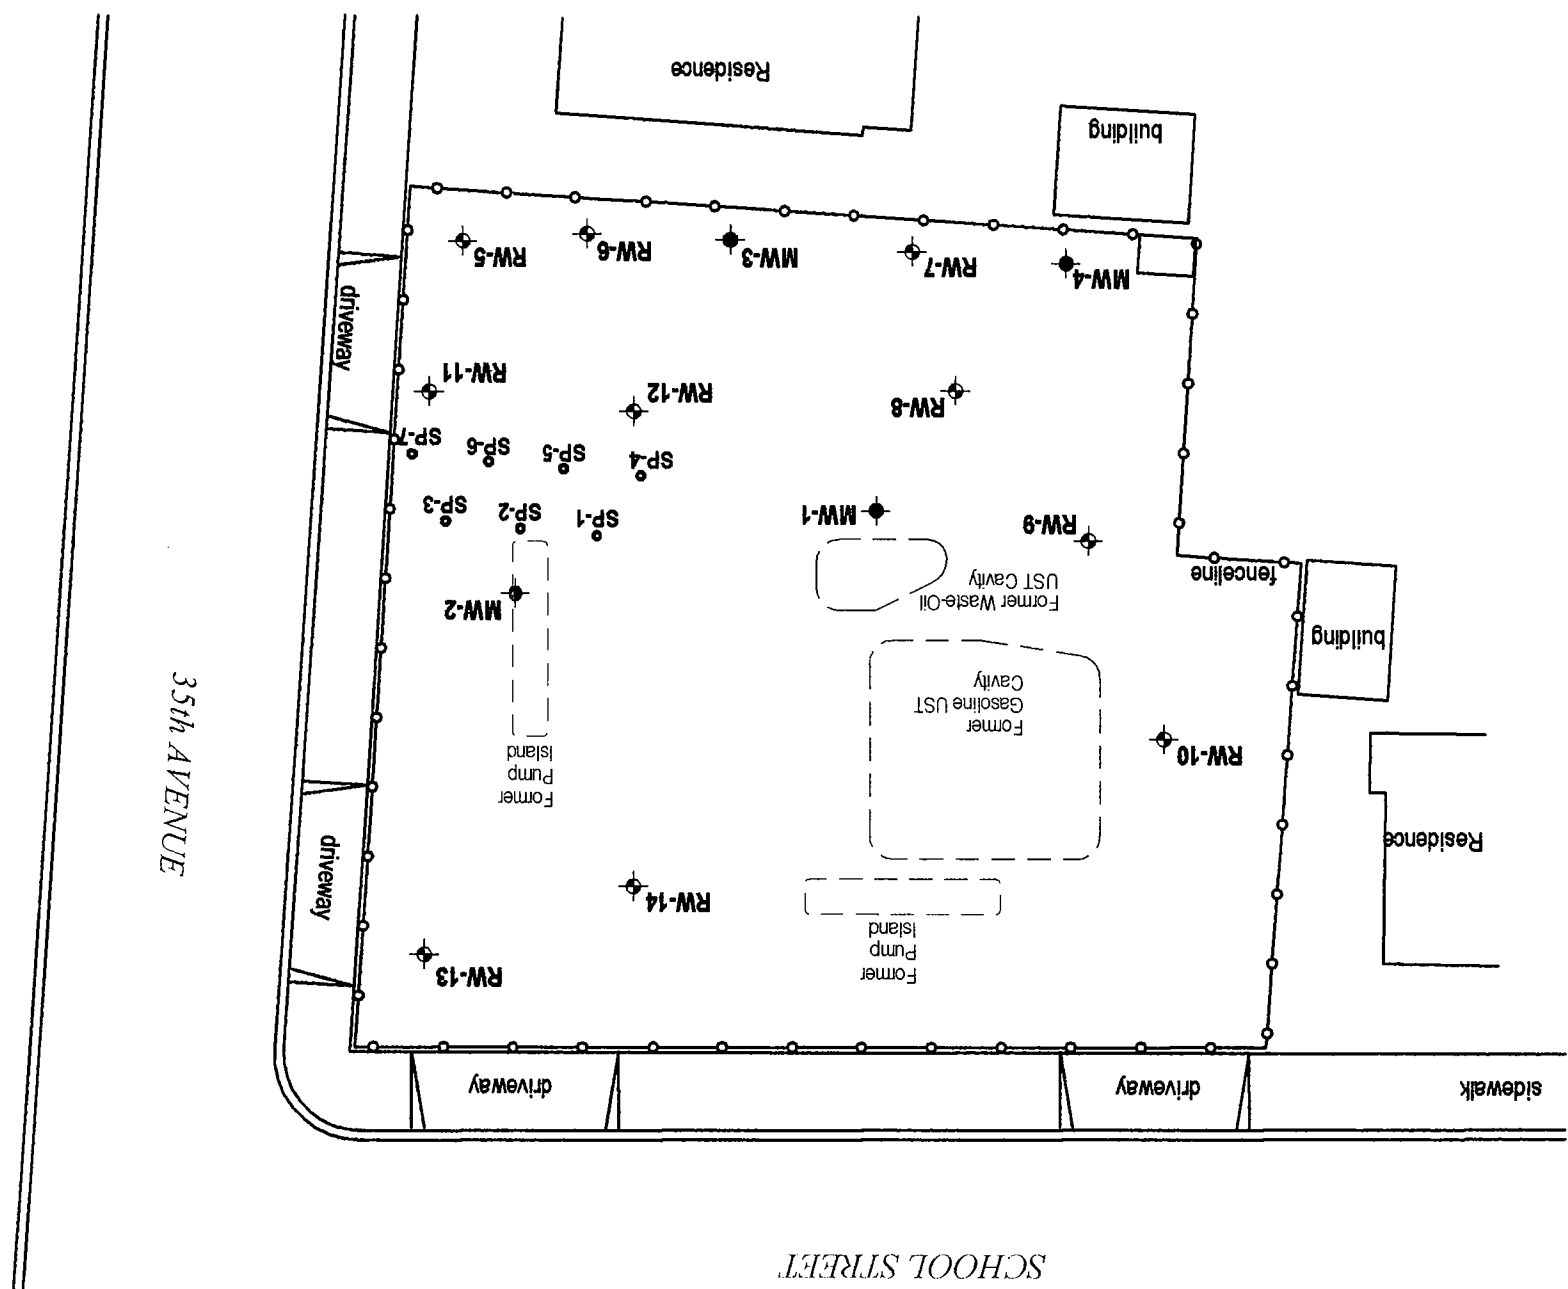 SCHOOL STREET
sidewalk
driveway
driveway
RW-13
Former
Pump
Island
RW-14
driveway
Residence
35th AVENUE
Former
Pump
Island
RW-10
Former
Gasoline UST
Cavity
building
MW-2
Former Waste-Oil
UST Cavity
fenceline
RW-9
MW-1
SP-1
SP-2
SP-3
SP-4
SP-5
SP-6
SP-7
RW-8
RW-12
RW-11
driveway
MW-4
RW-7
MW-3
RW-6
RW-5
building
Residence